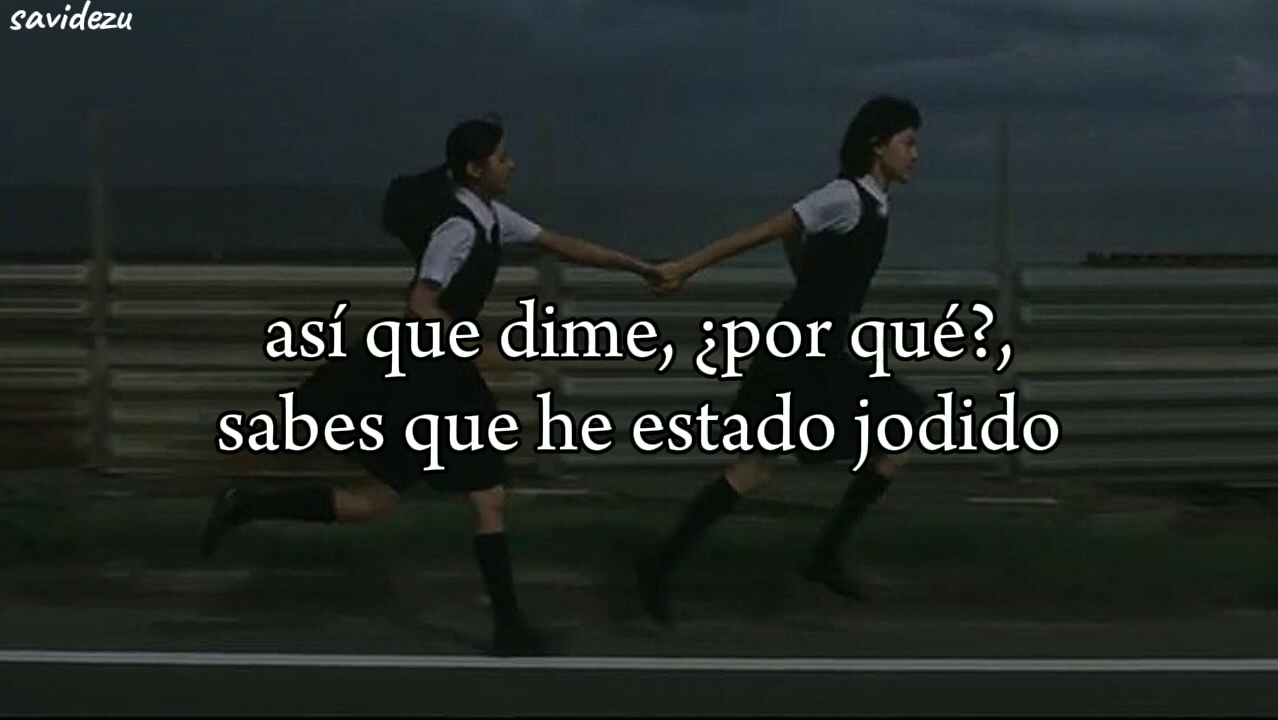 savidezu
así que dime, ¿por qué?,
sabes que he estado jodido